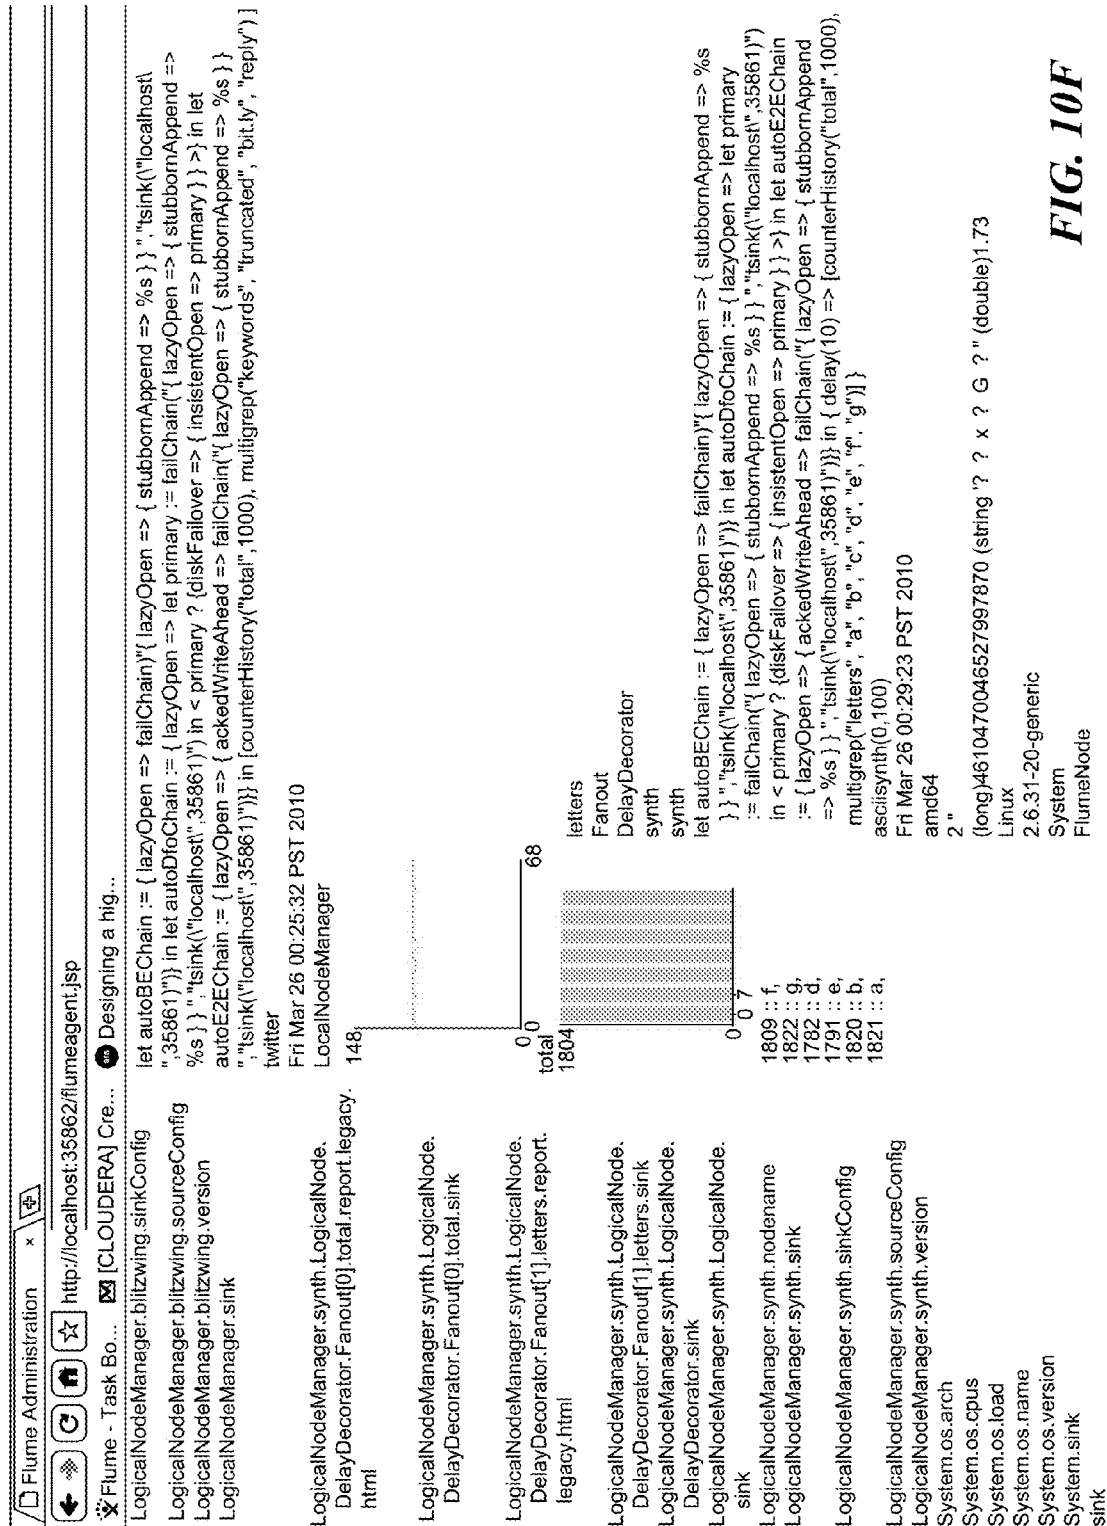 Flume Administration ×
http://localhost:35862/flumeagent.jsp
Flume - Task Bo... [CLOUDERA] Cre... Designing a hig...
LogicalNodeManager.blitzwing.sinkConfig
let autoBEChain := { lazyOpen => failChain)"{ lazyOpen => { stubbornAppend => %s } } ","tsink(\"localhost\
",35861)")} in let autoDfoChain := { lazyOpen => let primary := failChain("{ lazyOpen => { stubbornAppend =>
%s } } ","tsink(\"localhost\",35861)") in < primary ? {diskFailover => { insistentOpen => primary } } >} in let
autoE2EChain := { lazyOpen => { ackedWriteAhead => failChain("{ lazyOpen => { stubbornAppend => %s } }
","tsink(\"localhost\",35861)")}} in [counterHistory("total",1000), multigrep("keywords", "truncated", "bit.ly", "reply") ]
LogicalNodeManager.blitzwing.sourceConfig
twitter
LogicalNodeManager.blitzwing.version
Fri Mar 26 00:25:32 PST 2010
LogicalNodeManager.sink
LocalNodeManager
LogicalNodeManager.synth.LogicalNode.
DelayDecorator.Fanout[0].total.report.legacy.
html
148
0
0
68
LogicalNodeManager.synth.LogicalNode.
DelayDecorator.Fanout[0].total.sink
total
LogicalNodeManager.synth.LogicalNode.
DelayDecorator.Fanout[1].letters.report.
legacy.html
1804
0
0 7
1809 :: f,
1822 :: g,
1782 :: d,
1791 :: e,
1820 :: b,
1821 :: a,
LogicalNodeManager.synth.LogicalNode.
DelayDecorator.Fanout[1].letters.sink
letters
LogicalNodeManager.synth.LogicalNode.
DelayDecorator.sink
Fanout
LogicalNodeManager.synth.LogicalNode.
sink
DelayDecorator
LogicalNodeManager.synth.nodename
synth
LogicalNodeManager.synth.sink
synth
LogicalNodeManager.synth.sinkConfig
let autoBEChain := { lazyOpen => failChain)"{ lazyOpen => { stubbornAppend => %s
} } ","tsink(\"localhost\",35861)")} in let autoDfoChain := { lazyOpen => let primary
:= failChain("{ lazyOpen => { stubbornAppend => %s } } ","tsink(\"localhost\",35861)")
in < primary ? {diskFailover => { insistentOpen => primary } } >} in let autoE2EChain
:= { lazyOpen => { ackedWriteAhead => failChain("{ lazyOpen => { stubbornAppend
=> %s } } ","tsink(\"localhost\",35861)")}} in { delay(10) => [counterHistory("total",1000),
multigrep("letters", "a", "b", "c", "d", "e", "f", "g")] }
LogicalNodeManager.synth.sourceConfig
asciisynth(0,100)
LogicalNodeManager.synth.version
Fri Mar 26 00:29:23 PST 2010
System.os.arch
amd64
System.os.cpus
2 "
System.os.load
(long)4610470046527997870 (string '? ? x ? G ? " (double)1.73
System.os.name
Linux
System.os.version
2.6.31-20-generic
System.sink
System
sink
FlumeNode
FIG. 10F